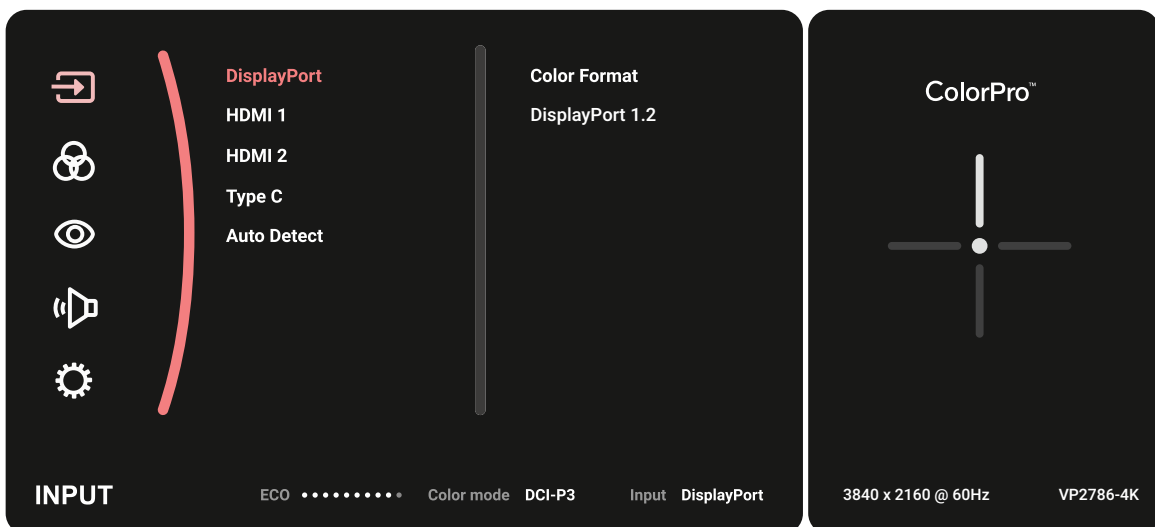 DisplayPort
HDMI 1
HDMI 2
Type C
Auto Detect
Color Format
DisplayPort 1.2
ColorPro™
INPUT
ECO Color mode DCI-P3 Input DisplayPort
3840 x 2160 @ 60Hz VP2786-4K